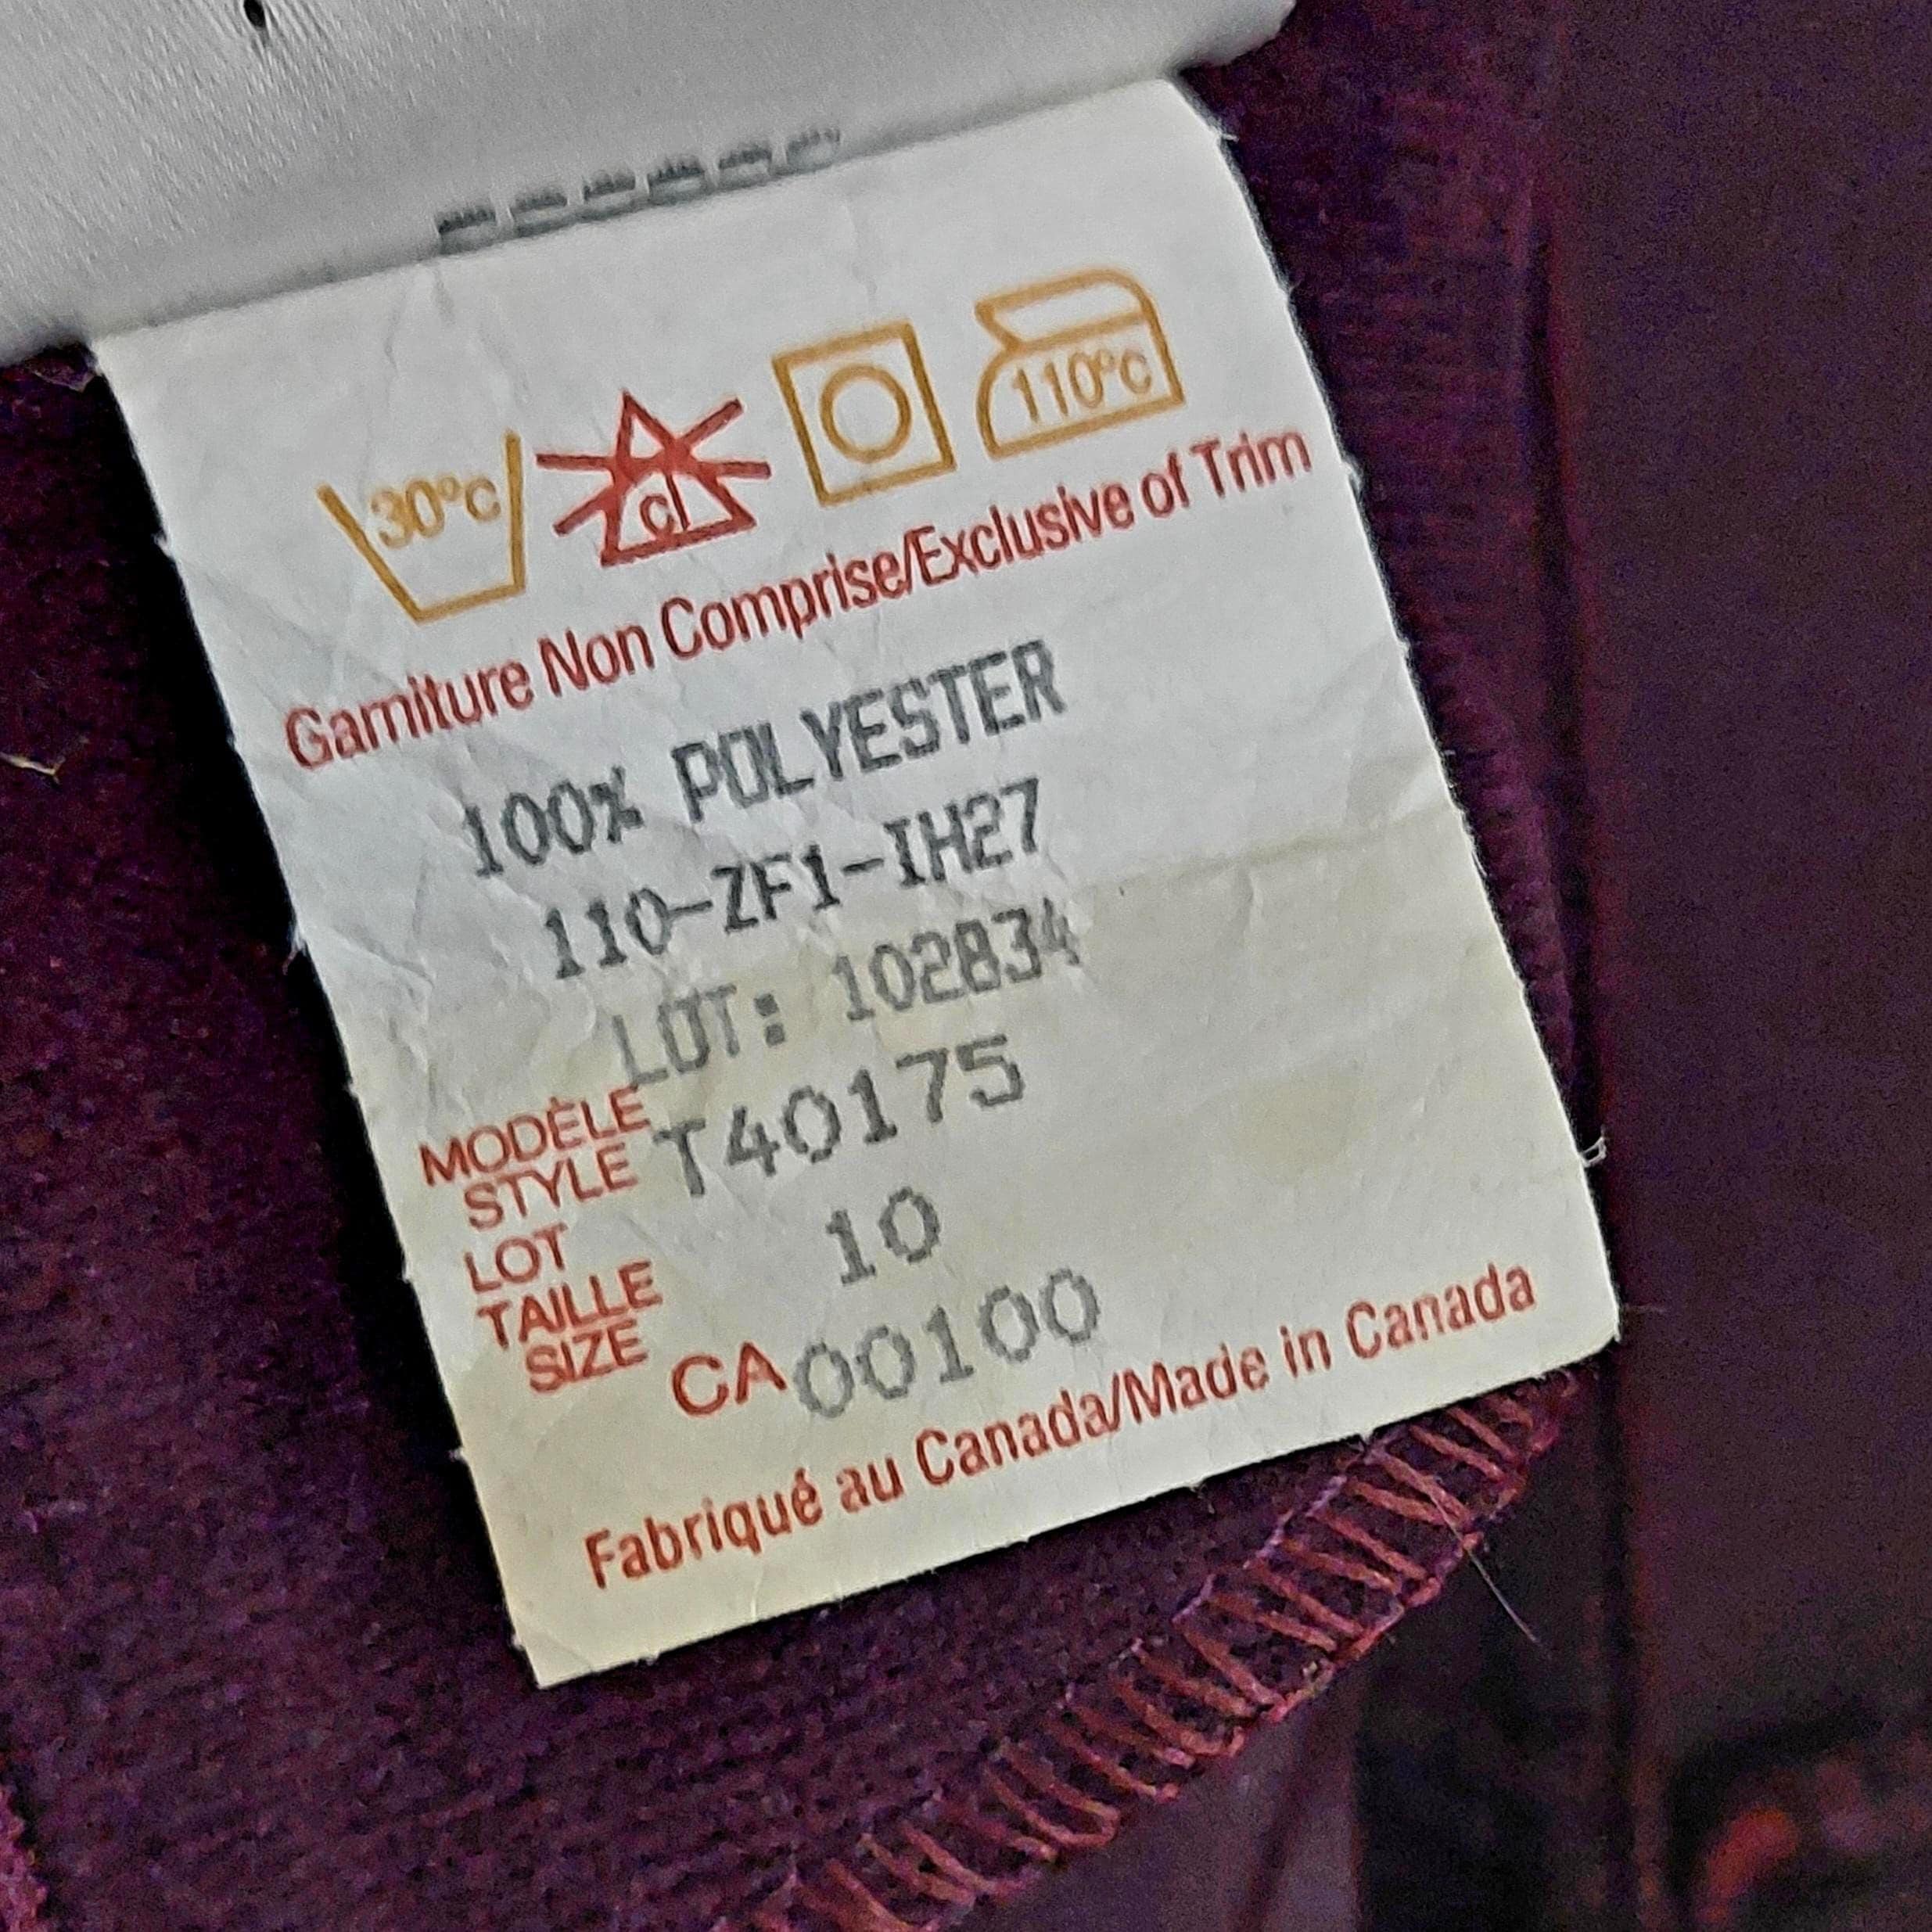 30°C cl 110°C
Garniture Non Comprise/Exclusive of Trim
100% POLYESTER
110-ZF1-IH27
LOT: 102834
MODÈLE
STYLE T40175
LOT
TAILLE 10
SIZE
CA00100
Fabriqué au Canada/Made in Canada